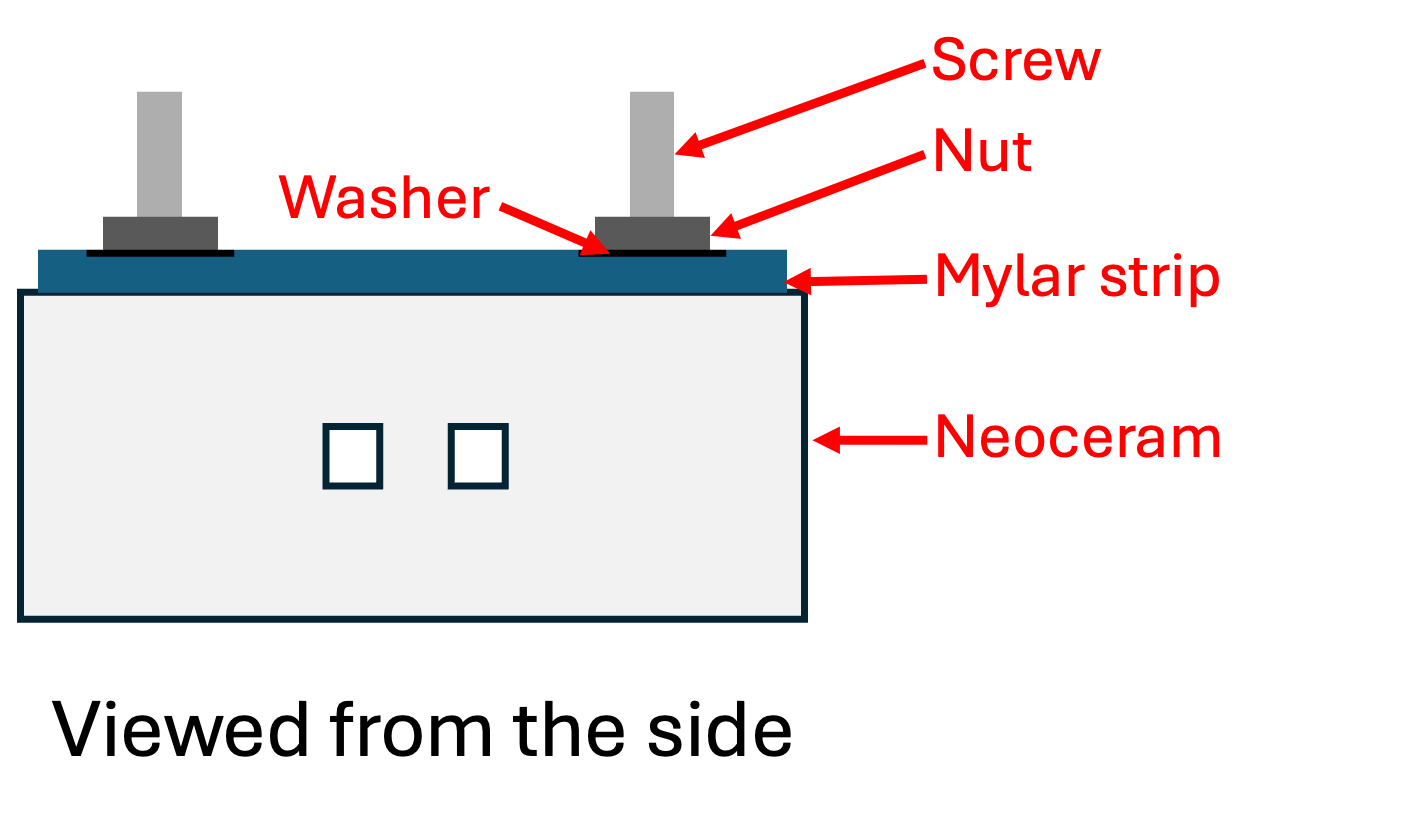 Screw
Nut
Washer
Mylar strip
Neoceram
Viewed from the side